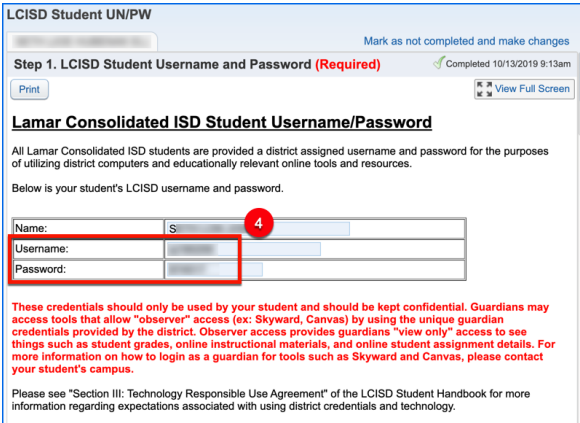 LCISD Student UN/PW
Mark as not completed and make changes
Step 1. LCISD Student Username and Password (Required)
Completed 10/13/2019 9:13am
Print
View Full Screen
Lamar Consolidated ISD Student Username/Password
All Lamar Consolidated ISD students are provided a district assigned username and password for the purposes
of utilizing district computers and educationally relevant online tools and resources.
Below is your student's LCISD username and password.
Name: S
4
Username:
Password:
These credentials should only be used by your student and should be kept confidential. Guardians may
access tools that allow "observer" access (ex: Skyward, Canvas) by using the unique guardian
credentials provided by the district. Observer access provides guardians "view only" access to see
things such as student grades, online instructional materials, and online student assignment details. For
more information on how to login as a guardian for tools such as Skyward and Canvas, please contact
your student's campus.
Please see "Section III: Technology Responsible Use Agreement" of the LCISD Student Handbook for more
information regarding expectations associated with using district credentials and technology.